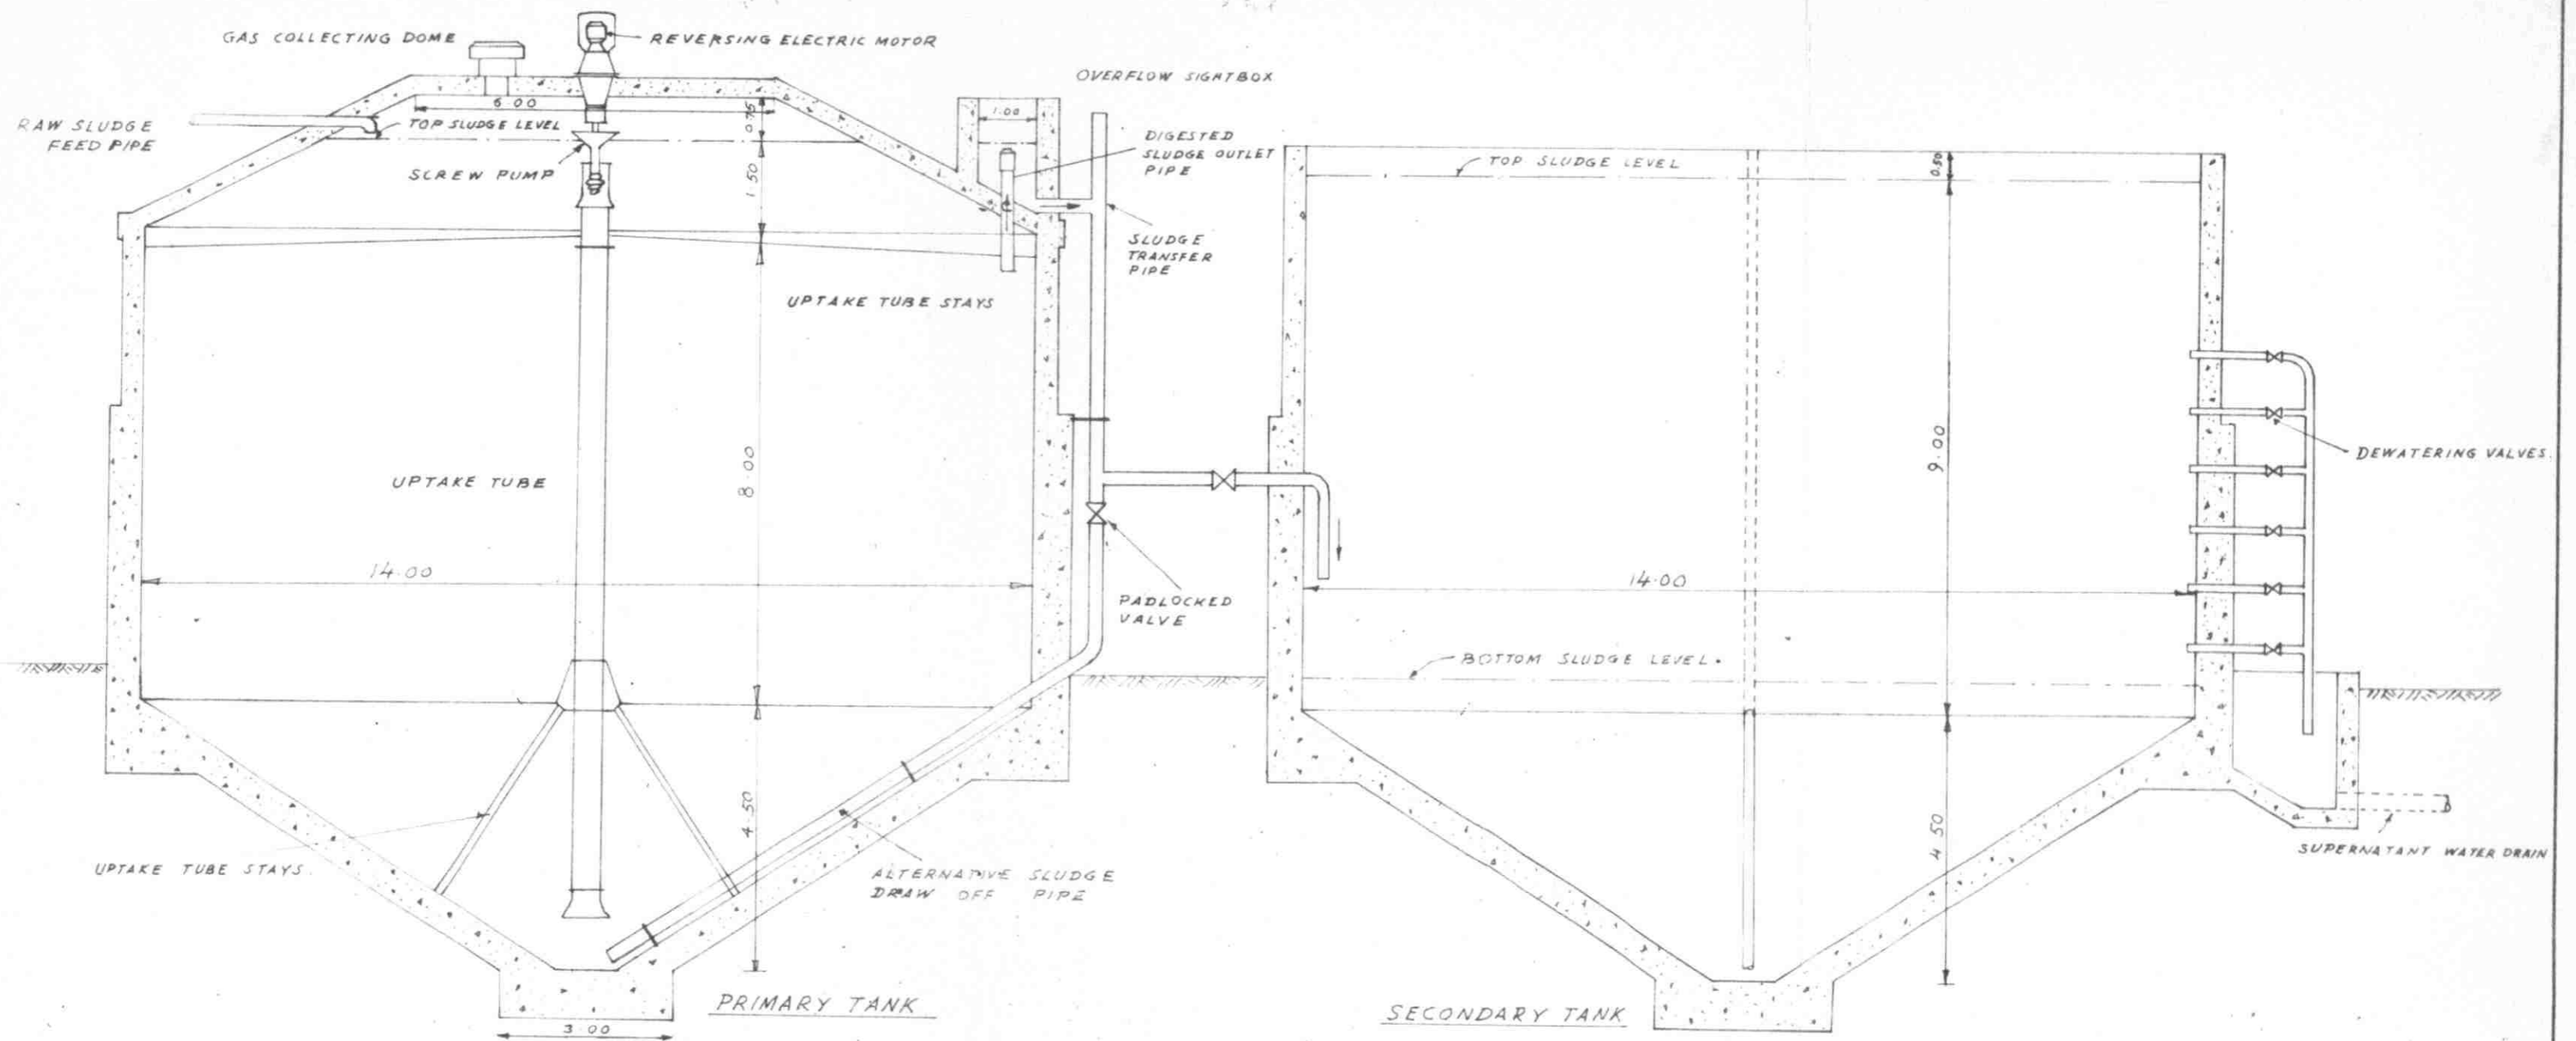 GAS COLLECTING DOME
REVERSING ELECTRIC MOTOR
OVERFLOW SIGHTBOX
RAW SLUDGE
FEED PIPE
6.00
TOP SLUDGE LEVEL
0.75
1.00
SCREW PUMP
1.50
DIGESTED
SLUDGE OUTLET
PIPE
TOP SLUDGE LEVEL
0.50
SLUDGE
TRANSFER
PIPE
UPTAKE TUBE STAYS
UPTAKE TUBE
8.00
9.00
DEWATERING VALVES.
14.00
14.00
PADLOCKED
VALVE
BOTTOM SLUDGE LEVEL.
4.50
4.50
UPTAKE TUBE STAYS.
ALTERNATIVE SLUDGE
DRAW OFF PIPE
SUPERNATANT WATER DRAIN
PRIMARY TANK
SECONDARY TANK
3.00